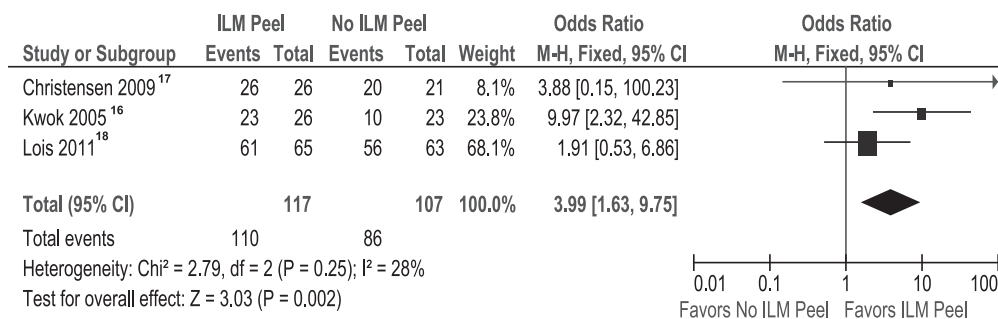 ILM Peel No ILM Peel Odds Ratio Odds Ratio
Study or Subgroup Events Total Events Total Weight M-H, Fixed, 95% CI M-H, Fixed, 95% CI
Christensen 2009 17 26 26 20 21 8.1% 3.88 [0.15, 100.23]
Kwok 2005 16 23 26 10 23 23.8% 9.97 [2.32, 42.85]
Lois 2011 18 61 65 56 63 68.1% 1.91 [0.53, 6.86]
Total (95% CI) 117 107 100.0% 3.99 [1.63, 9.75]
Total events 110 86
Heterogeneity: Chi² = 2.79, df = 2 (P = 0.25); I² = 28%
Test for overall effect: Z = 3.03 (P = 0.002)
0.01 0.1 1 10 100
Favors No ILM Peel Favors ILM Peel